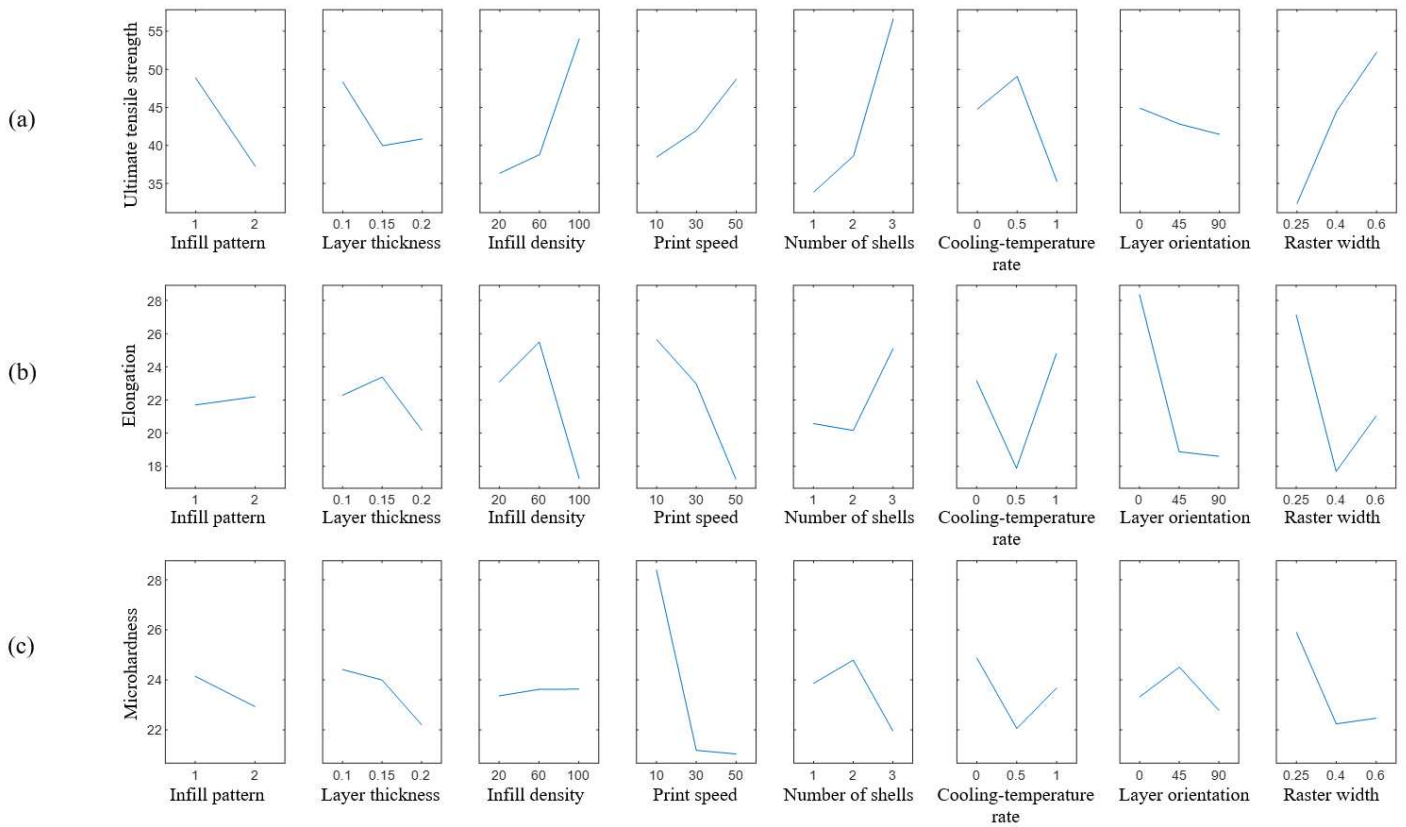 (a)
Ultimate tensile strength
55
50
45
40
35
1 2
0.1 0.15 0.2
20 60 100
10 30 50
1 2 3
0 0.5 1
0 45 90
0.25 0.4 0.6
Infill pattern
Layer thickness
Infill density
Print speed
Number of shells
Cooling-temperature
rate
Layer orientation
Raster width
(b)
Elongation
28
26
24
22
20
18
1 2
0.1 0.15 0.2
20 60 100
10 30 50
1 2 3
0 0.5 1
0 45 90
0.25 0.4 0.6
Infill pattern
Layer thickness
Infill density
Print speed
Number of shells
Cooling-temperature
rate
Layer orientation
Raster width
(c)
Microhardness
28
26
24
22
1 2
0.1 0.15 0.2
20 60 100
10 30 50
1 2 3
0 0.5 1
0 45 90
0.25 0.4 0.6
Infill pattern
Layer thickness
Infill density
Print speed
Number of shells
Cooling-temperature
rate
Layer orientation
Raster width